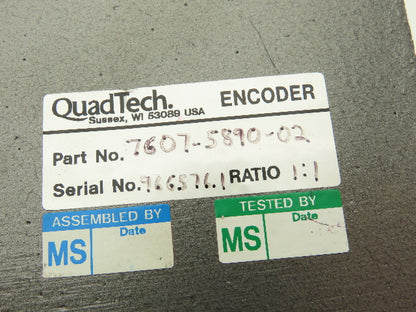 QuadTech. ENCODER
Sussex, WI 53089 USA
Part No. 7607-5890-02
Serial No. 966576.1 RATIO 1:1
ASSEMBLED BY
MS Date
TESTED BY
MS Date